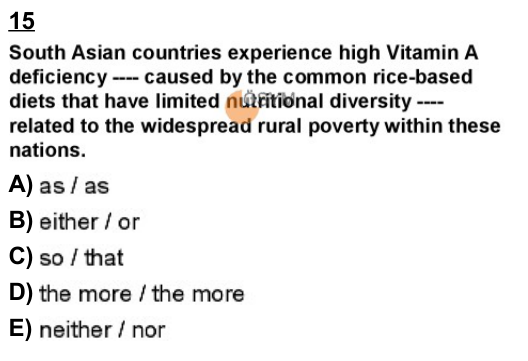 15
South Asian countries experience high Vitamin A
deficiency ---- caused by the common rice-based
diets that have limited nutritional diversity ----
related to the widespread rural poverty within these
nations.
A) as / as
B) either / or
C) so / that
D) the more / the more
E) neither / nor